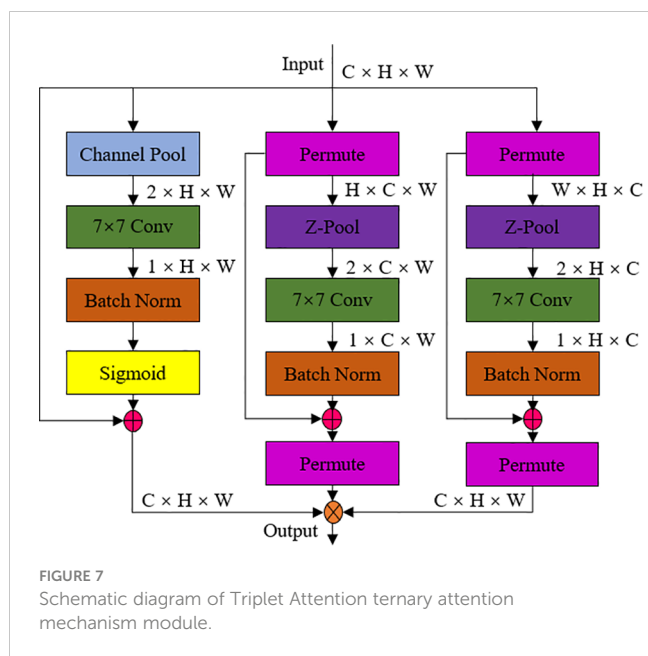 Input
C × H × W
Channel Pool
Permute
Permute
2 × H × W
H × C × W
W × H × C
7×7 Conv
Z-Pool
Z-Pool
1 × H × W
2 × C × W
2 × H × C
Batch Norm
7×7 Conv
7×7 Conv
1 × C × W
1 × H × C
Sigmoid
Batch Norm
Batch Norm
Permute
Permute
C × H × W
C × H × W
Output
FIGURE 7
Schematic diagram of Triplet Attention ternary attention
mechanism module.